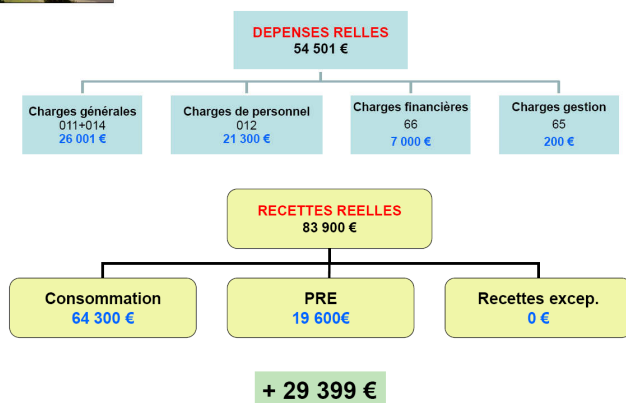 DEPENSES RELLES
54 501 €
Charges générales
011+014
26 001 €
Charges de personnel
012
21 300 €
Charges financières
66
7 000 €
Charges gestion
65
200 €
RECETTES REELLES
83 900 €
Consommation
64 300 €
PRE
19 600€
Recettes excep.
0 €
+ 29 399 €